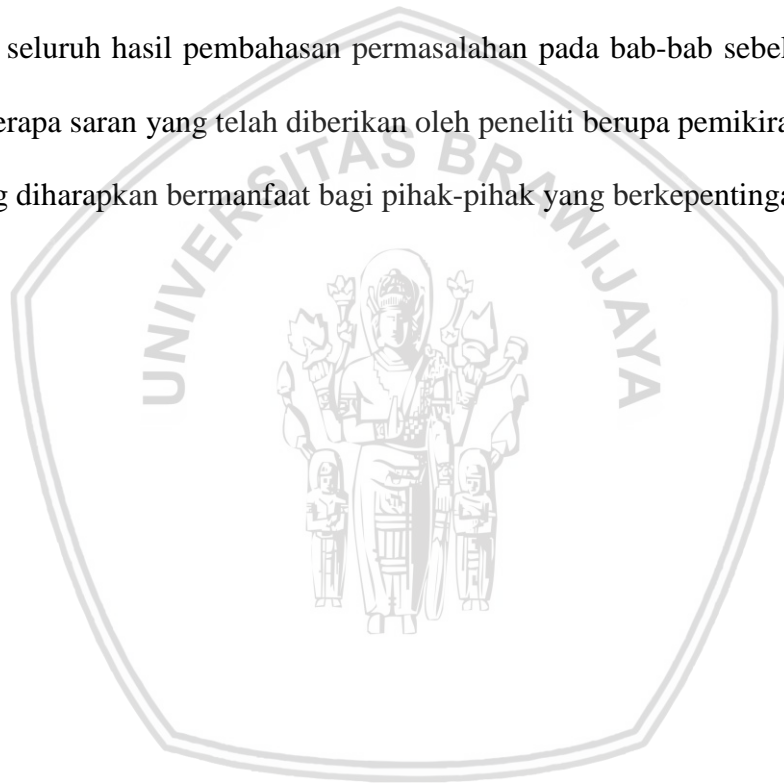 seluruh hasil pembahasan permasalahan pada bab-bab sebel
erapa saran yang telah diberikan oleh peneliti berupa pemikira
g diharapkan bermanfaat bagi pihak-pihak yang berkepentinga
UNIVERSITAS BRAWIJAYA